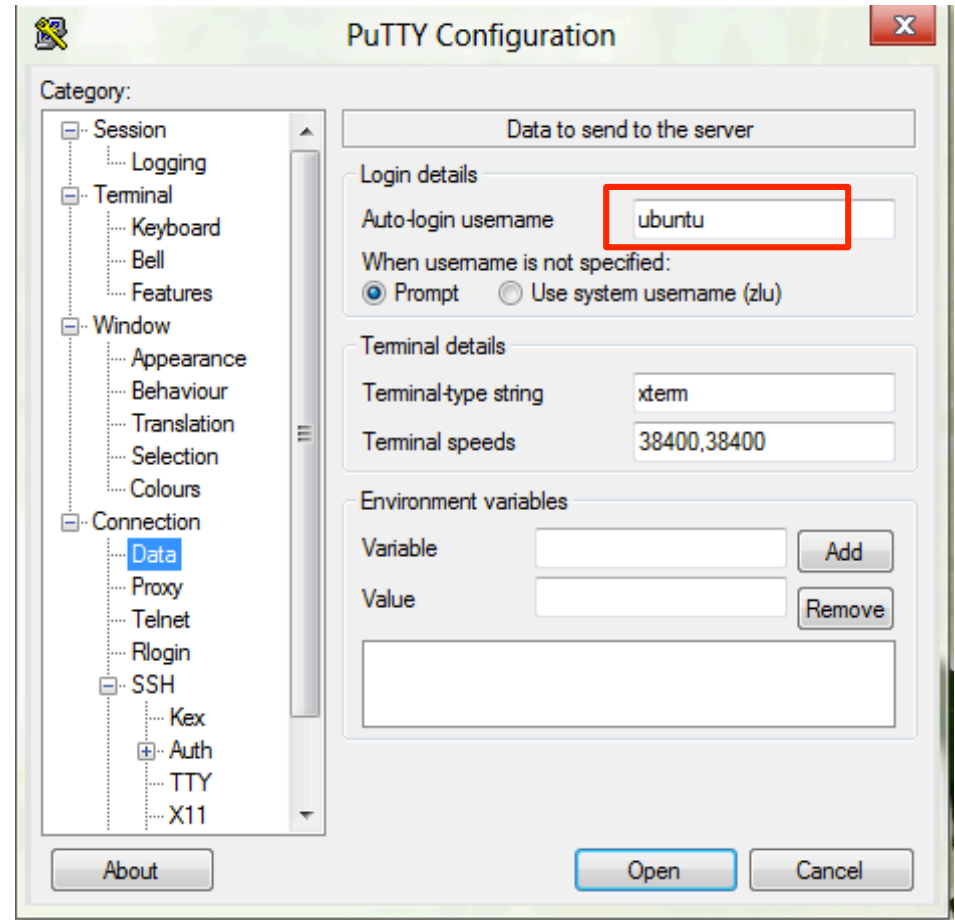 PuTTY Configuration
X
Category:
Session
Logging
Terminal
Keyboard
Bell
Features
Window
Appearance
Behaviour
Translation
Selection
Colours
Connection
Data
Proxy
Telnet
Rlogin
SSH
Kex
Auth
TTY
X11
Data to send to the server
Login details
Auto-login username ubuntu
When username is not specified:
Prompt Use system username (zlu)
Terminal details
Terminal-type string xterm
Terminal speeds 38400,38400
Environment variables
Variable Add
Value Remove
About Open Cancel